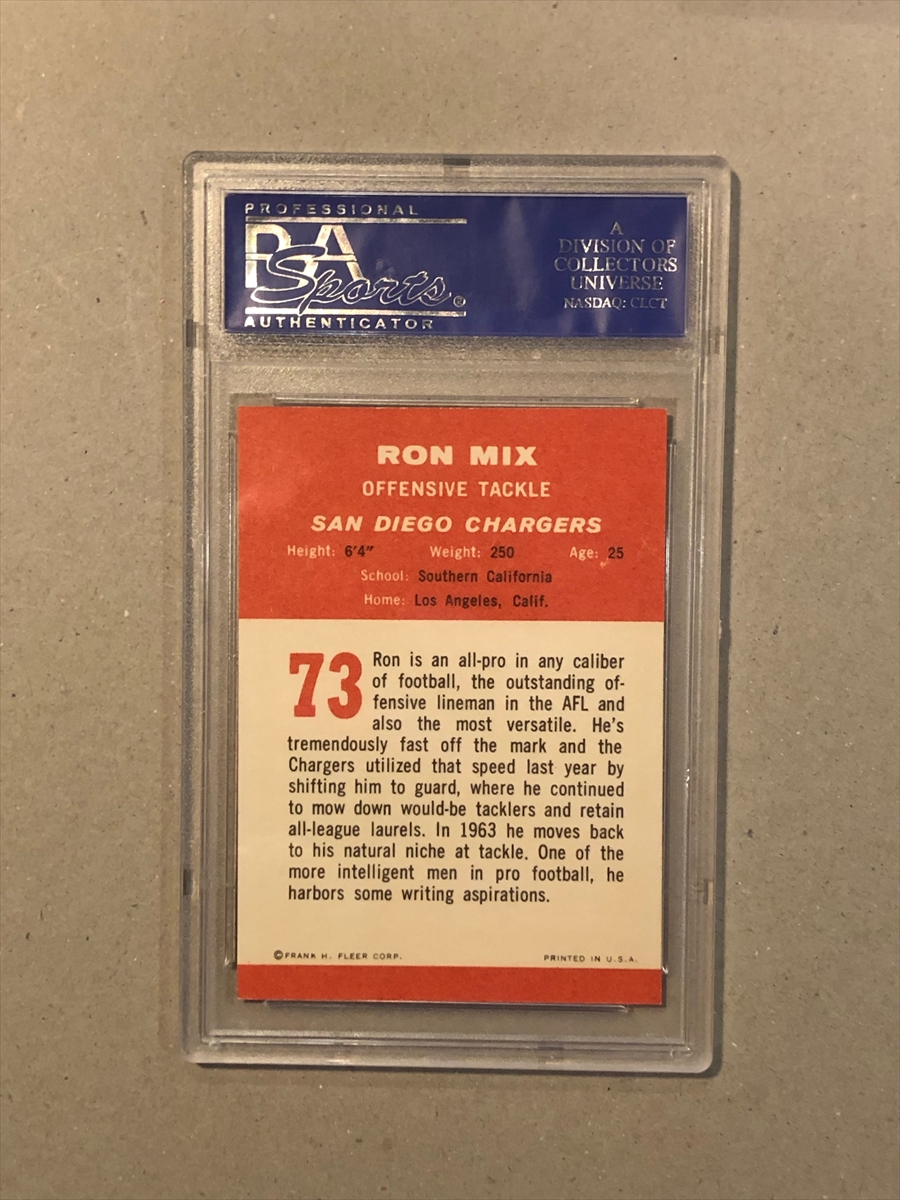 PROFESSIONAL
PSA
Sports®
AUTHENTICATOR
A
DIVISION OF
COLLECTORS
UNIVERSE
NASDAQ: CLCT
RON MIX
OFFENSIVE TACKLE
SAN DIEGO CHARGERS
Height: 6'4" Weight: 250 Age: 25
School: Southern California
Home: Los Angeles, Calif.
73
Ron is an all-pro in any caliber
of football, the outstanding of-
fensive lineman in the AFL and
also the most versatile. He's
tremendously fast off the mark and the
Chargers utilized that speed last year by
shifting him to guard, where he continued
to mow down would-be tacklers and retain
all-league laurels. In 1963 he moves back
to his natural niche at tackle. One of the
more intelligent men in pro football, he
harbors some writing aspirations.
©FRANK H. FLEER CORP. PRINTED IN U.S.A.